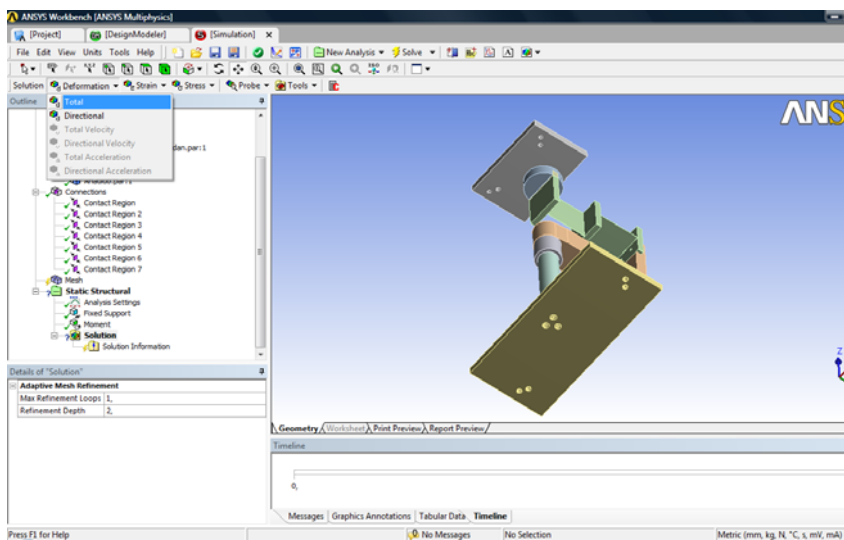 ANSYS Workbench [ANSYS Multiphysics]
[Project] [DesignModeler] [Simulation] x
File Edit View Units Tools Help New Analysis Solve
Solution Deformation Strain Stress Probe Tools
Outline
Total
Directional
Total Velocity
Directional Velocity
Total Acceleration
Directional Acceleration
dan.par:1
Connections
Contact Region
Contact Region 2
Contact Region 3
Contact Region 4
Contact Region 5
Contact Region 6
Contact Region 7
Mesh
Static Structural
Analysis Settings
Fixed Support
Moment
Solution
Solution Information
Details of "Solution"
Adaptive Mesh Refinement
Max Refinement Loops 1,
Refinement Depth 2,
ANS
Z
Geometry Worksheet Print Preview Report Preview
Timeline
0,
Messages Graphics Annotations Tabular Data Timeline
Press F1 for Help No Messages No Selection Metric (mm, kg, N, °C, s, mV, mA)